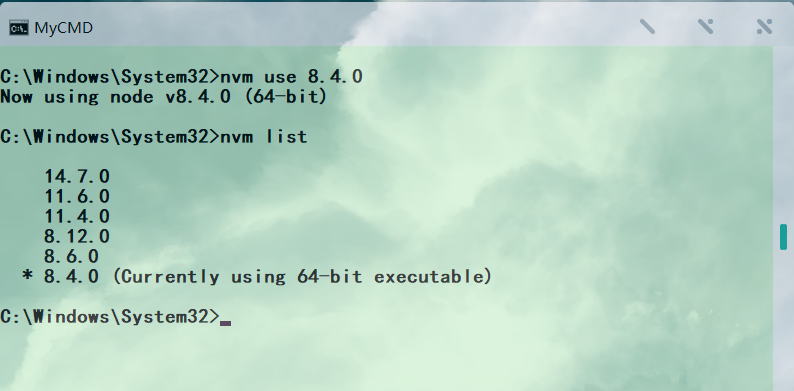 MyCMD
C:\Windows\System32>nvm use 8.4.0
Now using node v8.4.0 (64-bit)
C:\Windows\System32>nvm list
14.7.0
11.6.0
11.4.0
8.12.0
8.6.0
* 8.4.0 (Currently using 64-bit executable)
C:\Windows\System32>